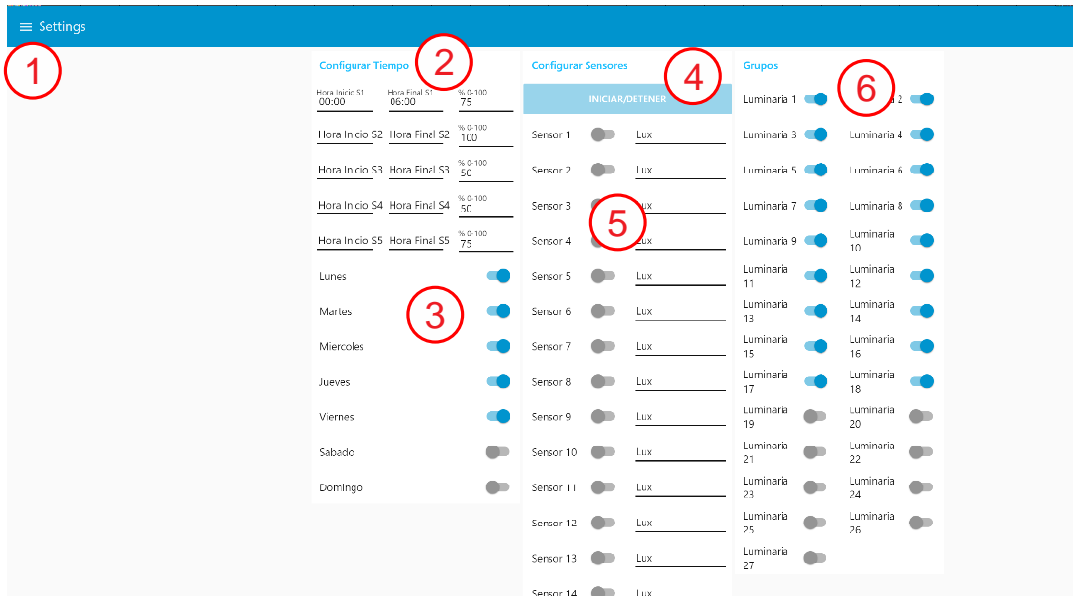 Settings
1
Configurar Tiempo
2
Hora Inicio S1 Hora Final S1 % 0-100
00:00 06:00 75
Hora Incio S2 Hora Final S2 % 0-100
100
Hora Incio S3 Hora Final S3 % 0-100
50
Hora Incio S4 Hora Final S4 % 0-100
50
Hora Incio S5 Hora Final S5 % 0-100
75
Lunes
Martes
3
Miercoles
Jueves
Viernes
Sabado
Domingo
Configurar Sensores
4
INICIAR/DETENER
Sensor 1 Lux
Sensor 2 Lux
Sensor 3
5
Sensor 4
Sensor 5 Lux
Sensor 6 Lux
Sensor 7 Lux
Sensor 8 Lux
Sensor 9 Lux
Sensor 10 Lux
Sensor 11 Lux
Sensor 12 Lux
Sensor 13 Lux
Sensor 14 Lux
Grupos
6
Luminaria 1 2
Luminaria 3 Luminaria 4
Luminaria 5 Luminaria 6
Luminaria 7 Luminaria 8
Luminaria 9 Luminaria
10
Luminaria Luminaria
11 12
Luminaria Luminaria
13 14
Luminaria Luminaria
15 16
Luminaria Luminaria
17 18
Luminaria Luminaria
19 20
Luminaria Luminaria
21 22
Luminaria Luminaria
23 24
Luminaria Luminaria
25 26
Luminaria
27